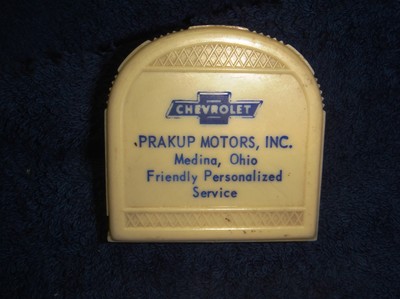 CHEVROLET
PRAKUP MOTORS, INC.
Medina, Ohio
Friendly Personalized
Service